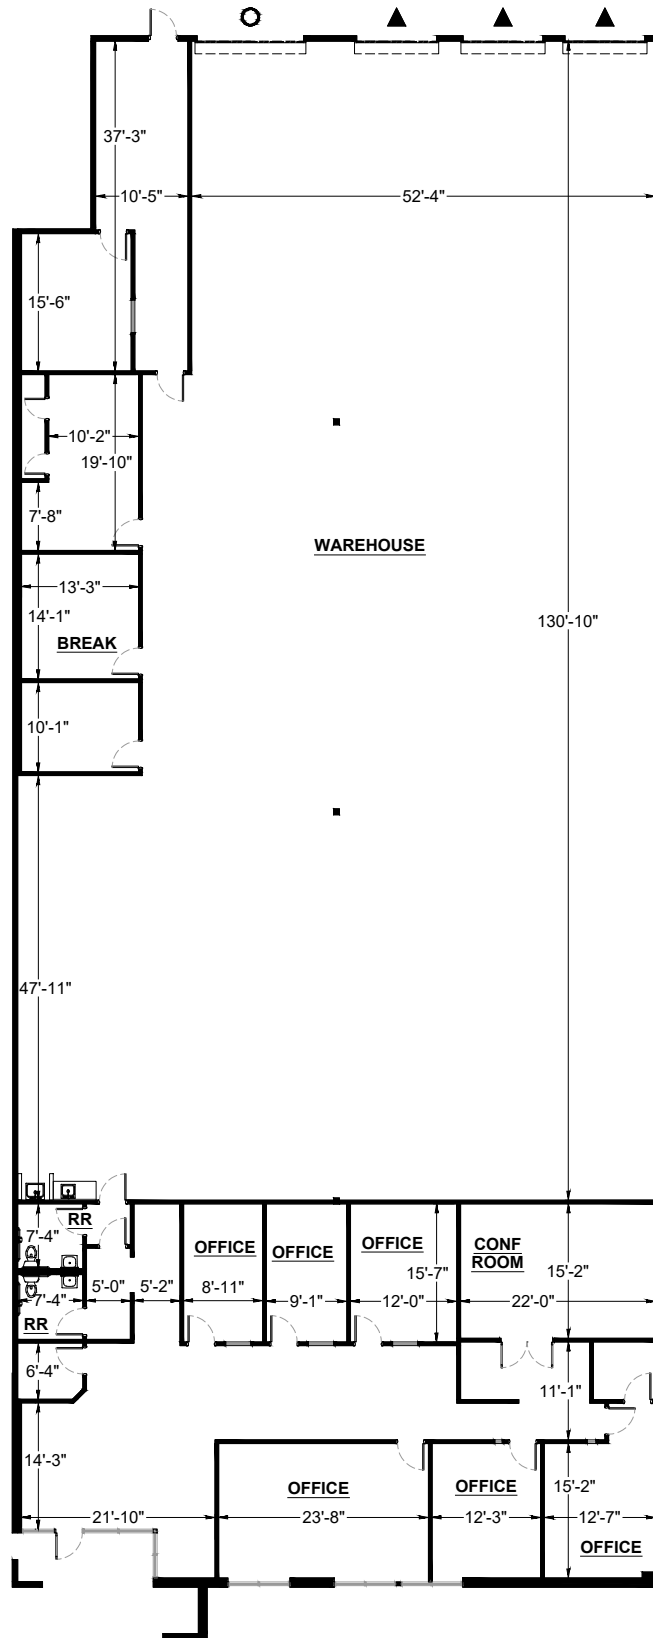 37'-3"
10'-5"
52'-4"
15'-6"
10'-2"
19'-10"
7'-8"
WAREHOUSE
13'-3"
14'-1"
130'-10"
BREAK
10'-1"
47'-11"
RR
7'-4"
OFFICE
OFFICE
OFFICE
CONF
ROOM
15'-7"
15'-2"
5'-0"
5'-2"
8'-11"
9'-1"
12'-0"
22'-0"
7'-4"
RR
6'-4"
11'-1"
14'-3"
OFFICE
OFFICE
15'-2"
21'-10"
23'-8"
12'-3"
12'-7"
OFFICE